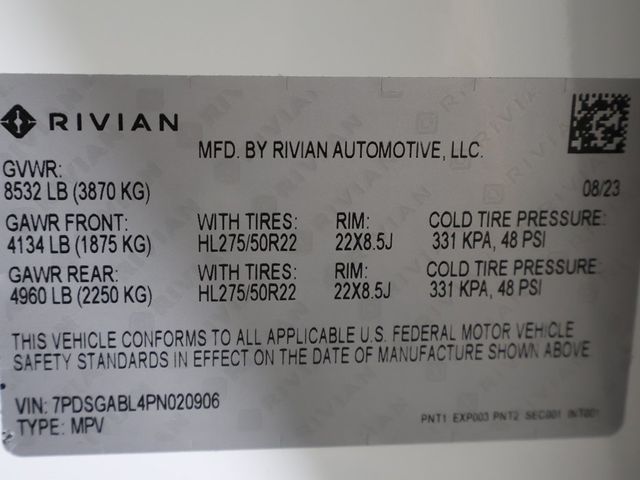 RIVIAN
MFD. BY RIVIAN AUTOMOTIVE, LLC.
GVWR:
8532 LB (3870 KG)
08/23
GAWR FRONT: WITH TIRES: RIM: COLD TIRE PRESSURE:
4134 LB (1875 KG) HL275/50R22 22X8.5J 331 KPA, 48 PSI
GAWR REAR: WITH TIRES: RIM: COLD TIRE PRESSURE:
4960 LB (2250 KG) HL275/50R22 22X8.5J 331 KPA, 48 PSI
THIS VEHICLE CONFORMS TO ALL APPLICABLE U.S. FEDERAL MOTOR VEHICLE
SAFETY STANDARDS IN EFFECT ON THE DATE OF MANUFACTURE SHOWN ABOVE
VIN: 7PDSGABL4PN020906
TYPE: MPV
PNT1 EXP003 PNT2 SEC001 INT001